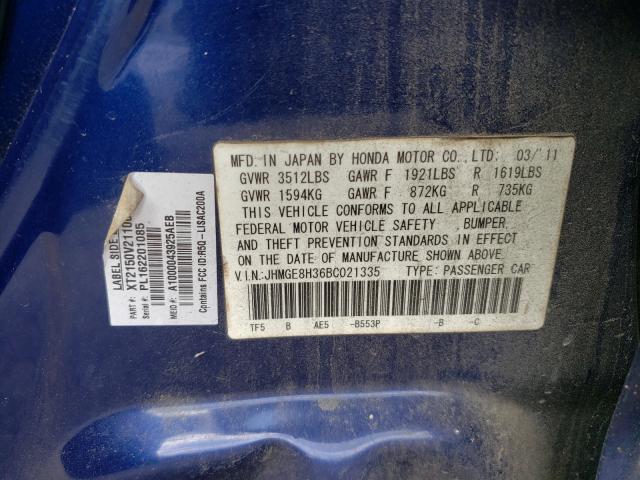 MFD. IN JAPAN BY HONDA MOTOR CO., LTD. 03/'11
GVWR 3512LBS GAWR F 1921LBS R 1619LBS
GVWR 1594KG GAWR F 872KG R 735KG
THIS VEHICLE CONFORMS TO ALL APPLICABLE
FEDERAL MOTOR VEHICLE SAFETY , BUMPER,
AND THEFT PREVENTION STANDARDS IN EFFECT
ON THE DATE OF MANUFACTURE SHOWN ABOVE.
V.I.N.:JHMGE8H36BC021335 TYPE: PASSENGER CAR
TF5 B AE5 -B553P -B -C
LABEL SIDE
PART #:
Serial #: PL162201085
MEID #: A1000043925AEB
Contains FCC ID:R5Q-LISAC200A